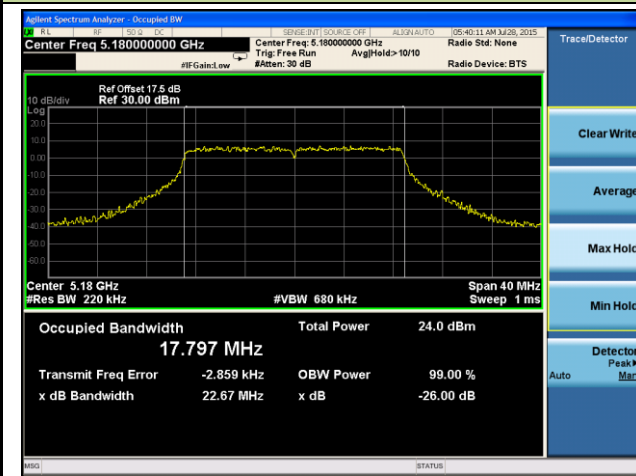 Agilent Spectrum Analyzer - Occupied BW
RL RF 50 Ω DC SENSE:INT SOURCE OFF ALIGN AUTO 05:40:11 AM Jul 28, 2015
Center Freq 5.180000000 GHz
Center Freq: 5.180000000 GHz
Radio Std: None
Trig: Free Run Avg|Hold>10/10
#IFGain:Low #Atten: 30 dB Radio Device: BTS
Trace/Detector
Ref Offset 17.5 dB
10 dB/div Ref 30.00 dBm
Log
20.0
10.0
0.00
-10.0
-20.0
-30.0
-40.0
-50.0
-60.0
Center 5.18 GHz Span 40 MHz
#Res BW 220 kHz #VBW 680 kHz Sweep 1 ms
Occupied Bandwidth Total Power 24.0 dBm
17.797 MHz
Transmit Freq Error -2.859 kHz OBW Power 99.00 %
x dB Bandwidth 22.67 MHz x dB -26.00 dB
Clear Write
Average
Max Hold
Min Hold
Detector
Peak
Auto Man
MSG STATUS